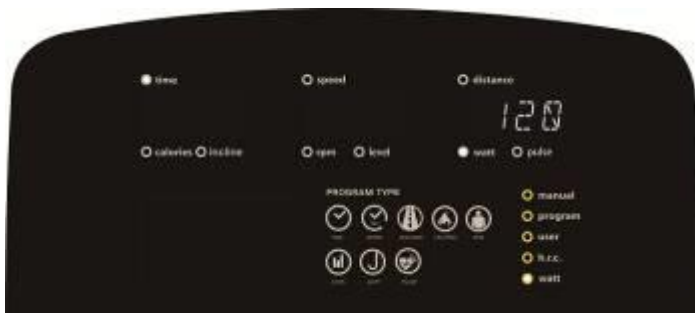 time speed distance
120
calories incline rpm level watt pulse
PROGRAM TYPE
manual
program
user
h.r.c.
watt